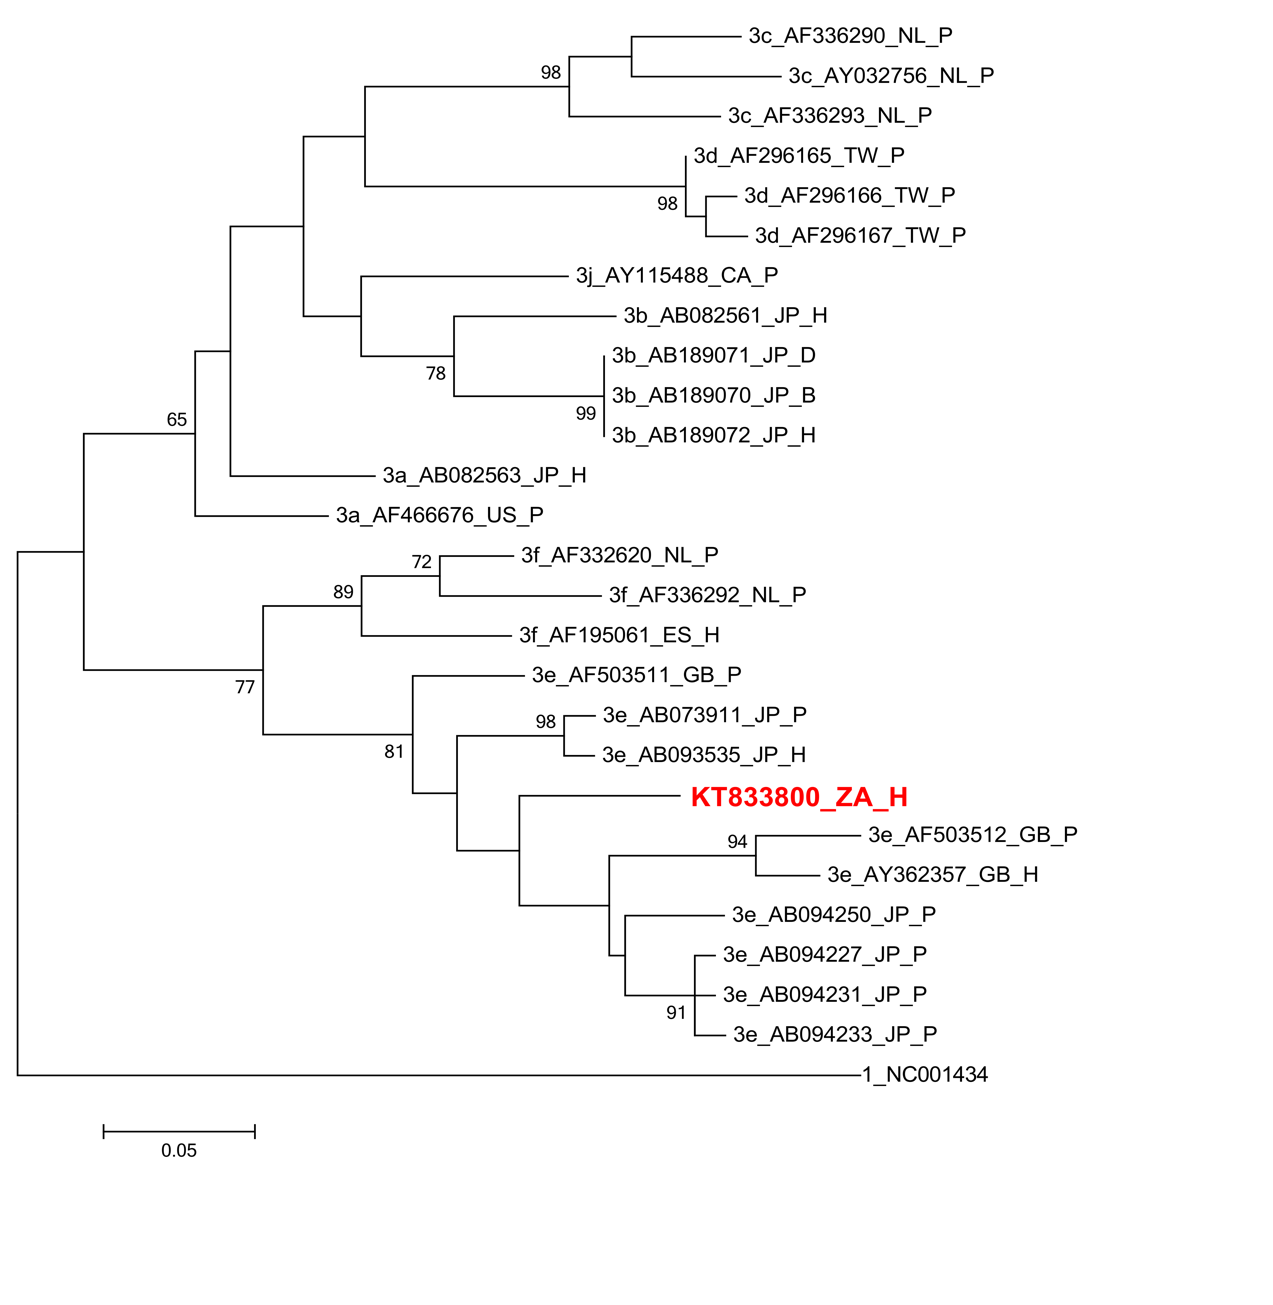 3c_AF336290_NL_P
98
3c_AY032756_NL_P
3c_AF336293_NL_P
3d_AF296165_TW_P
3d_AF296166_TW_P
98
3d_AF296167_TW_P
3j_AY115488_CA_P
3b_AB082561_JP_H
3b_AB189071_JP_D
78
3b_AB189070_JP_B
99
3b_AB189072_JP_H
65
3a_AB082563_JP_H
3a_AF466676_US_P
3f_AF332620_NL_P
72
89
3f_AF336292_NL_P
3f_AF195061_ES_H
3e_AF503511_GB_P
77
3e_AB073911_JP_P
98
81
3e_AB093535_JP_H
KT833800_ZA_H
3e_AF503512_GB_P
94
3e_AY362357_GB_H
3e_AB094250_JP_P
3e_AB094227_JP_P
3e_AB094231_JP_P
91
3e_AB094233_JP_P
1_NC001434
0.05